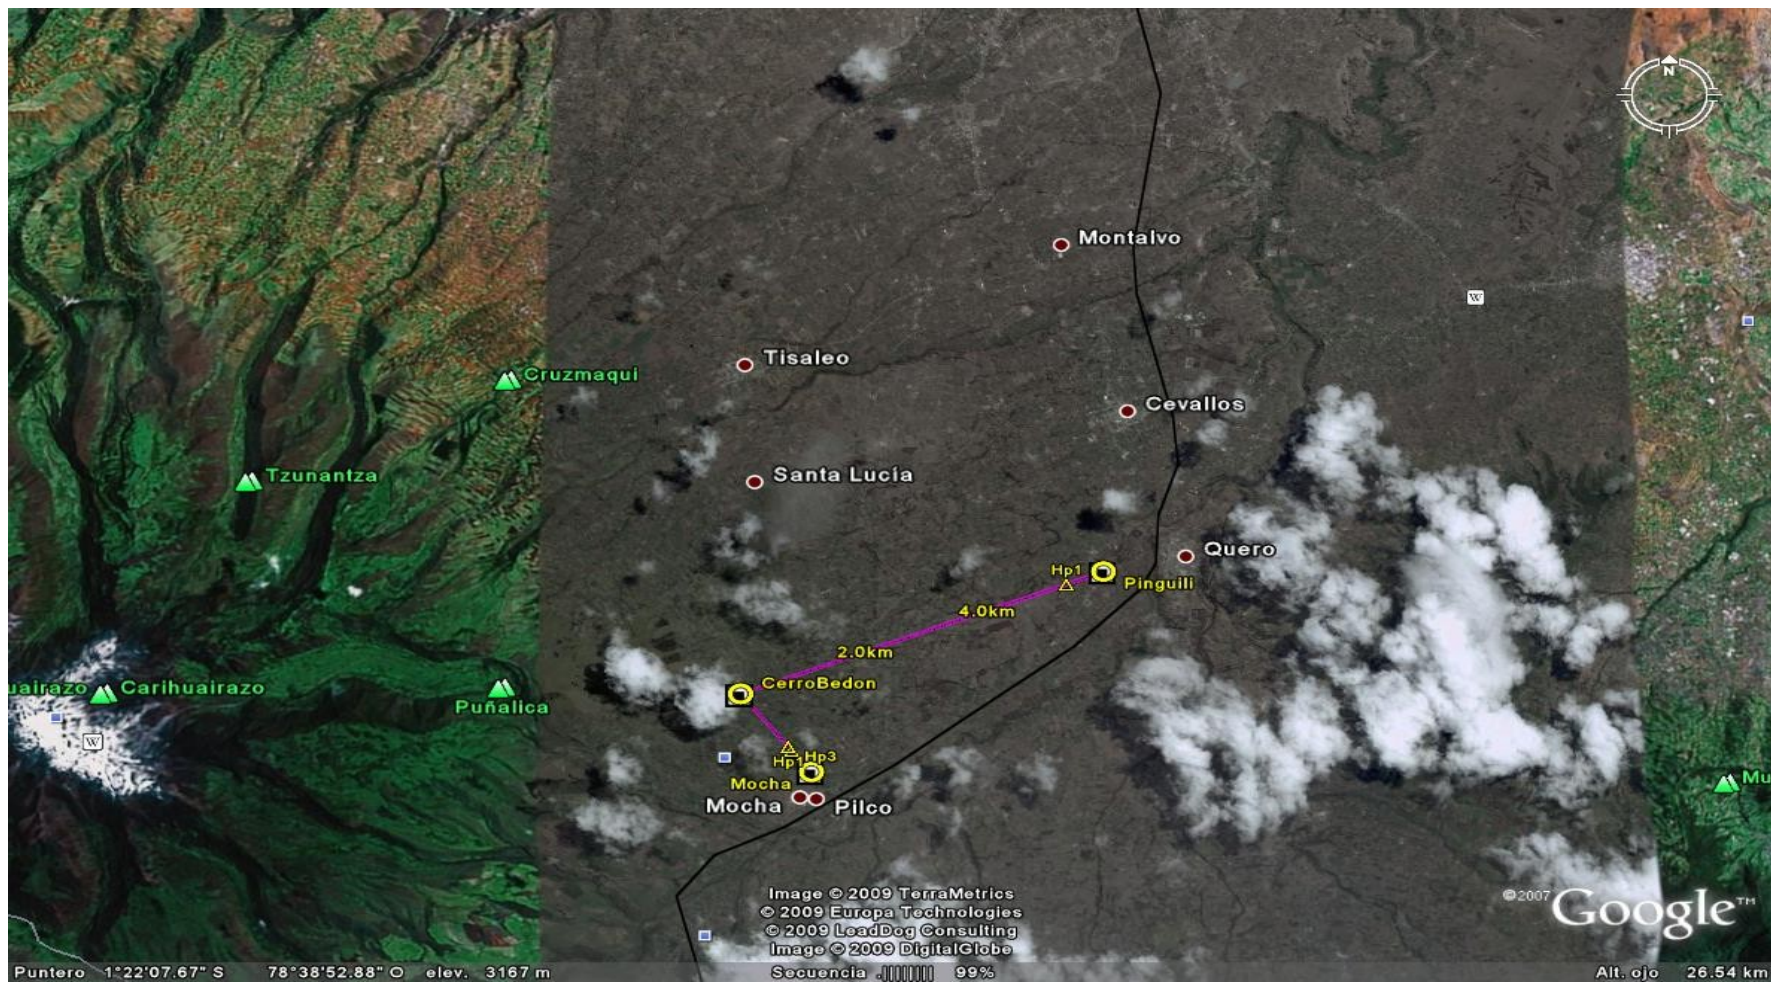 N
Montalvo
W
Tisaleo
Cruzmaqui
Cevallos
Santa Lucía
Tzunantza
Quero
Hp1
Pinguili
4.0km
2.0km
CerroBedon
uairazo
Carihuairazo
Puñalica
W
Hp1
Hp3
Mocha
Mocha
Pilco
Mu
Image © 2009 TerraMetrics
© 2009 Europa Technologies
© 2009 LeadDog Consulting
Image © 2009 DigitalGlobe
©2007 Google™
Puntero 1°22'07.67" S 78°38'52.88" O elev. 3167 m
Secuencia 99%
Alt. ojo 26.54 km